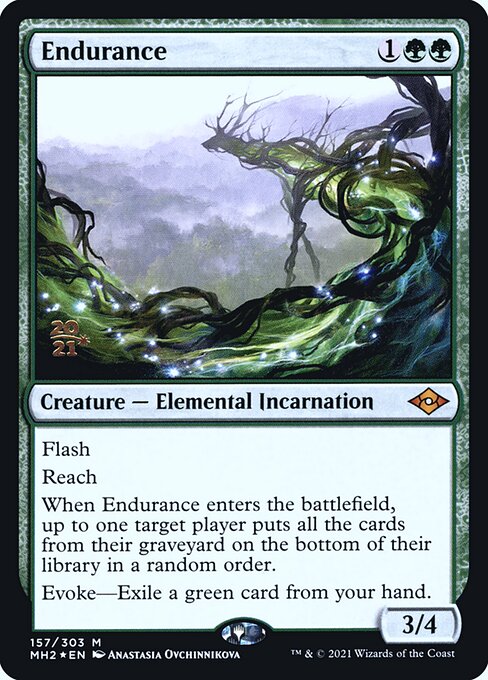 Endurance 1
20
21*
Creature — Elemental Incarnation
Flash
Reach
When Endurance enters the battlefield,
up to one target player puts all the cards
from their graveyard on the bottom of their
library in a random order.
Evoke—Exile a green card from your hand.
3/4
157/303 M
MH2★EN Anastasia Ovchinnikova
™ & © 2021 Wizards of the Coast